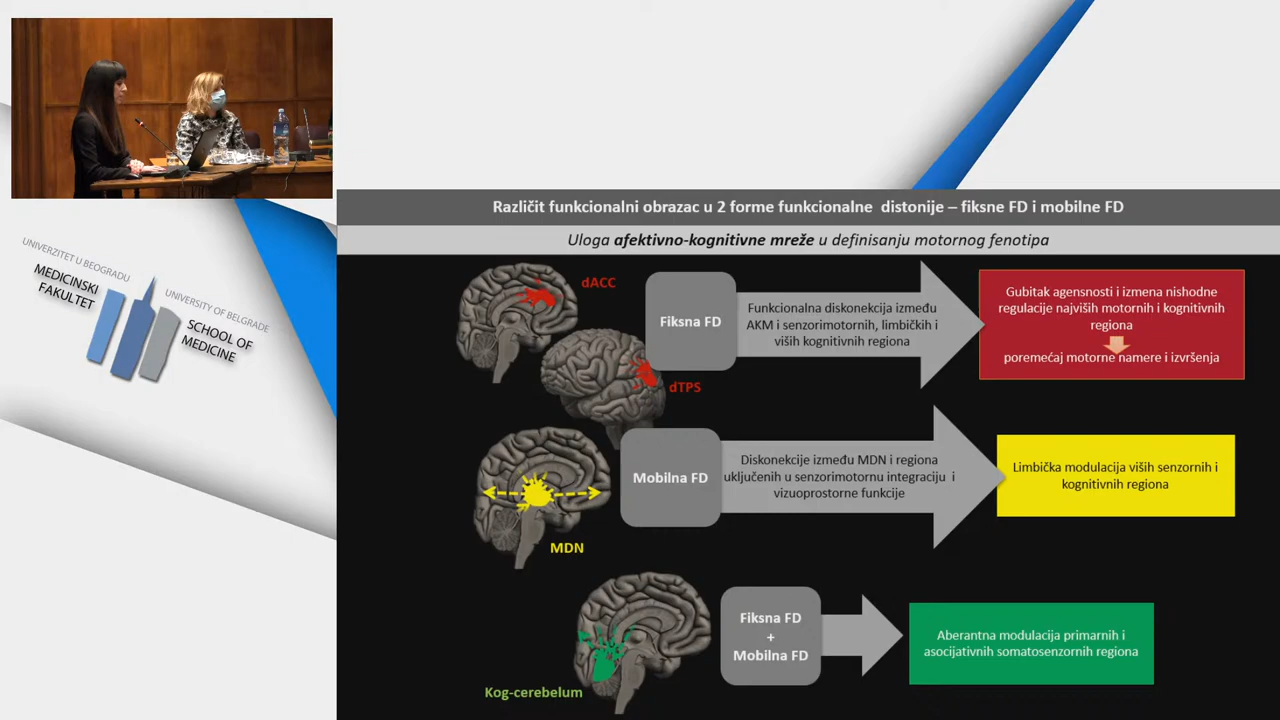 UNIVERZITET U BEOGRADU
MEDICINSKI
FAKULTET
UNIVERSITY OF BELGRADE
SCHOOL OF
MEDICINE
Različit funkcionalni obrazac u 2 forme funkcionalne distonije – fiksne FD i mobilne FD
Uloga afektivno-kognitivne mreže u definisanju motornog fenotipa
dACC
dTPS
Fiksna FD
Funkcionalna diskonekcija između
AKM i senzorimotornih, limbičkih i
viših kognitivnih regiona
Gubitak agensnosti i izmena nishodne
regulacije najviših motornih i kognitivnih
regiona
poremećaj motorne namere i izvršenja
MDN
Mobilna FD
Diskonekcije između MDN i regiona
uključenih u senzorimotornu integraciju i
vizuoprostorne funkcije
Limbička modulacija viših senzornih i
kognitivnih regiona
Kog-cerebelum
Fiksna FD
+
Mobilna FD
Aberantna modulacija primarnih i
asocijativnih somatosenzornih regiona